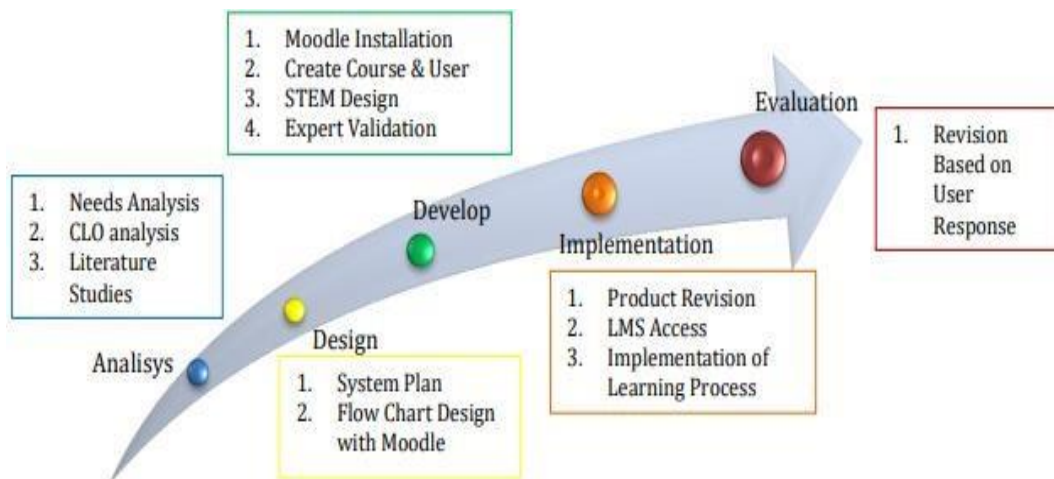 Analisys
1. Needs Analysis
2. CLO analysis
3. Literature
Studies
Design
1. System Plan
2. Flow Chart Design
with Moodle
Develop
1. Moodle Installation
2. Create Course & User
3. STEM Design
4. Expert Validation
Implementation
1. Product Revision
2. LMS Access
3. Implementation of
Learning Process
Evaluation
1. Revision
Based on
User
Response